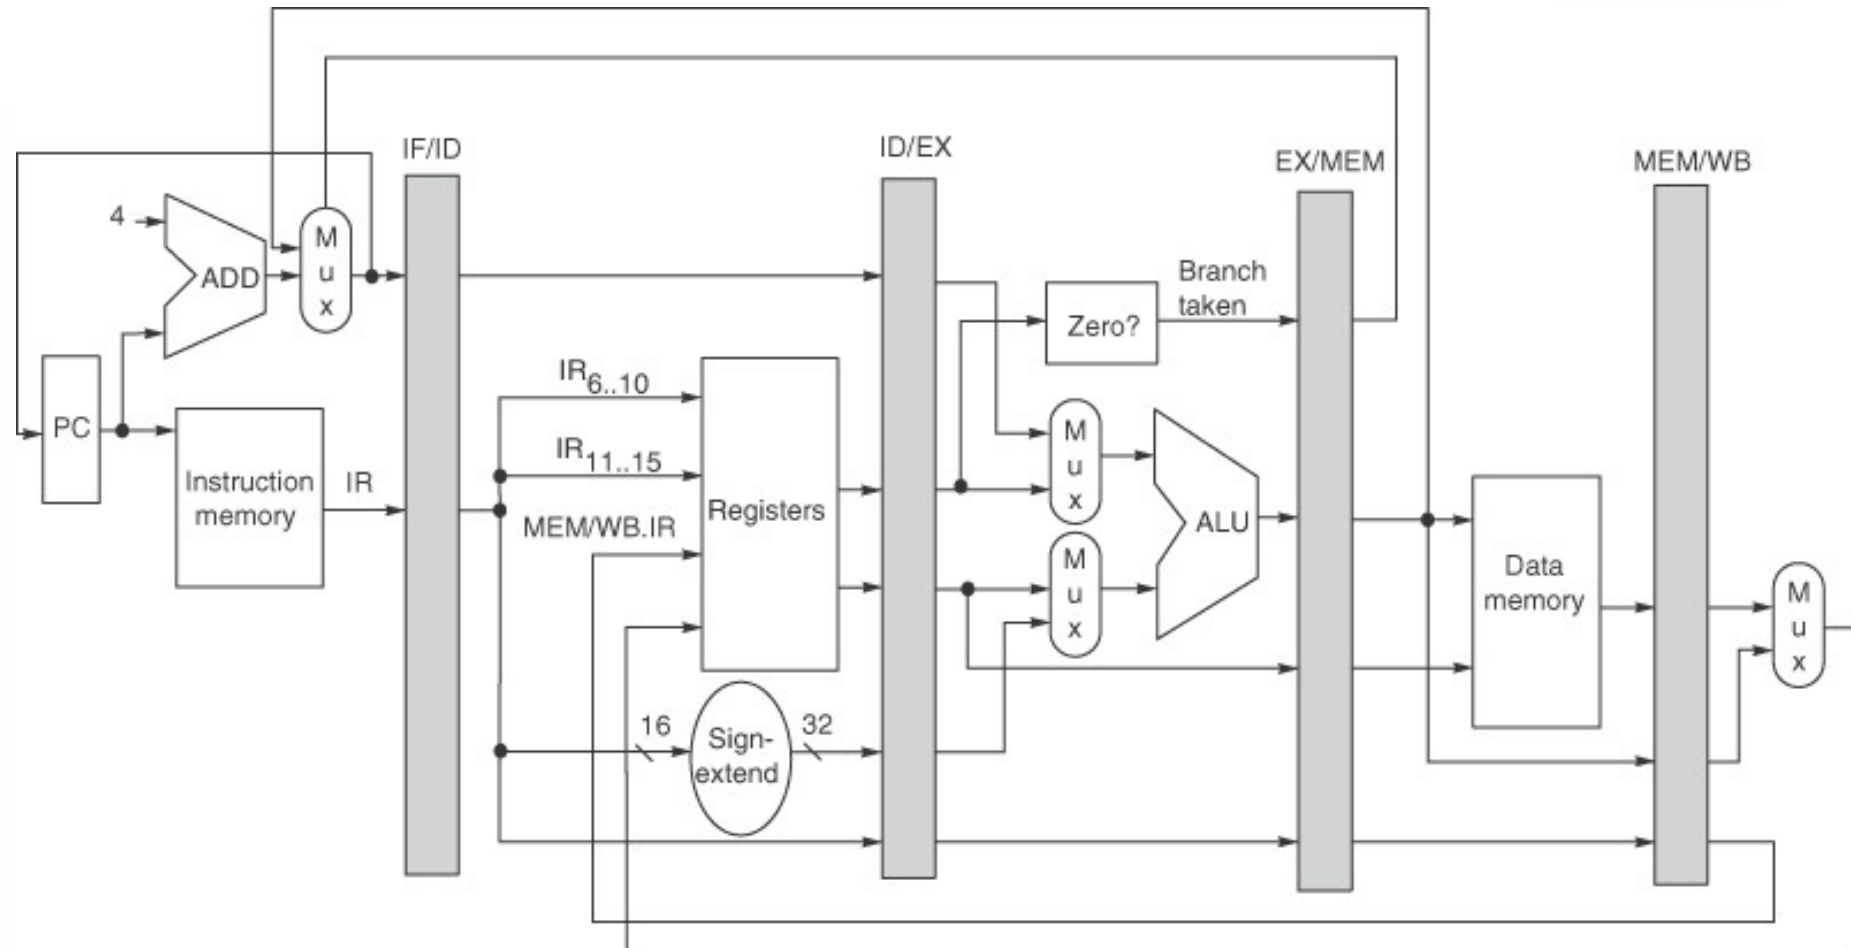 IF/ID
ID/EX
EX/MEM
MEM/WB
4
ADD
M
u
x
Branch
taken
Zero?
IR6..10
PC
Instruction
memory
IR
IR11..15
MEM/WB.IR
Registers
M
u
x
M
u
x
ALU
Data
memory
M
u
x
16
Sign-
extend
32